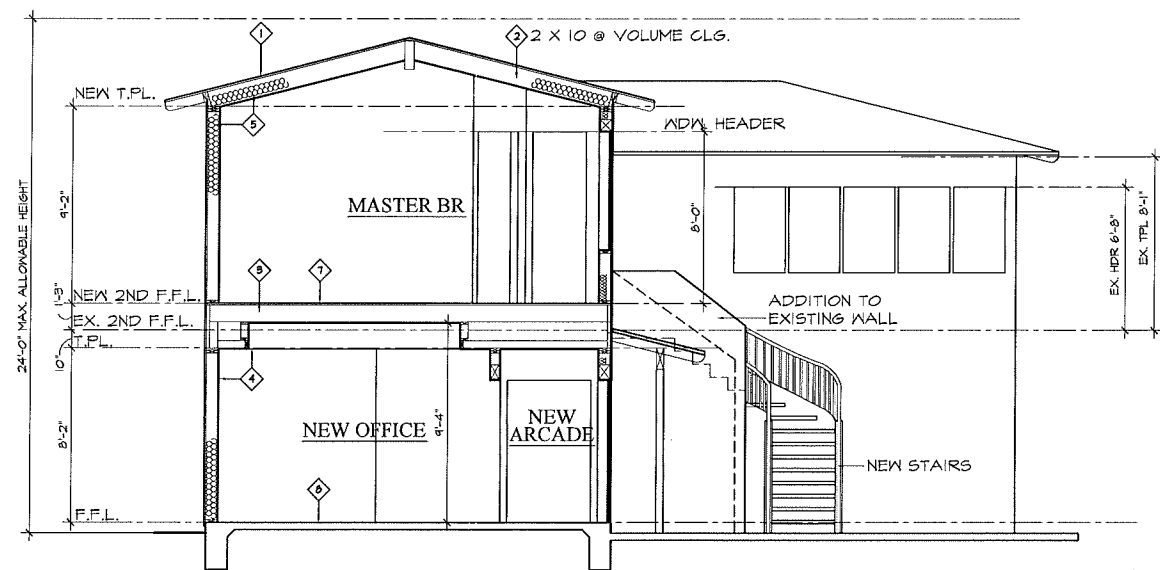 1
2
2 X 10 @ VOLUME CLG.
NEW T.PL.
5
WDW HEADER
24'-0" MAX. ALLOWABLE HEIGHT
9'-2"
MASTER BR
8'-0"
EX. HDR 6'-8"
EX. TPL 8'-1"
7
NEW 2ND F.F.L.
1'-3"
ADDITION TO
EXISTING WALL
EX. 2ND F.F.L.
T.PL.
10"
4
8'-2"
NEW OFFICE
9'-4"
NEW
ARCADE
NEW STAIRS
F.F.L.